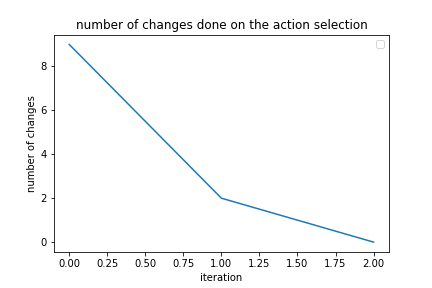 number of changes done on the action selection
number of changes
8
6
4
2
0
0.00 0.25 0.50 0.75 1.00 1.25 1.50 1.75 2.00
iteration